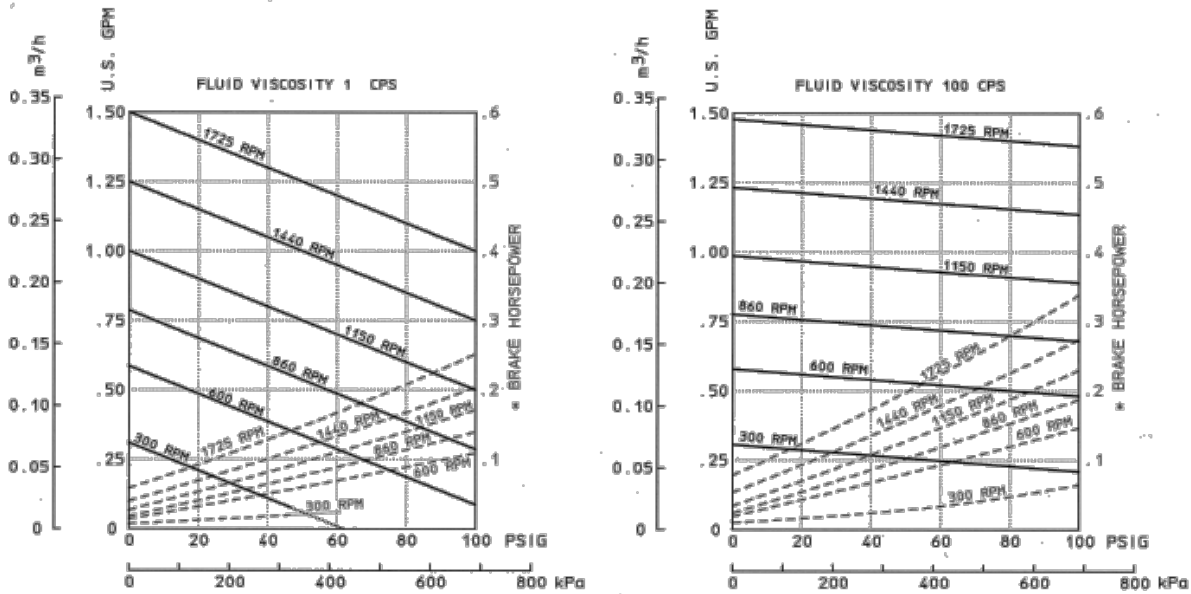 U.S. GPM
m3/h
FLUID VISCOSITY 1 CPS
0.35
0.30
0.25
0.20
0.15
0.10
0.05
0
1.50
1.25
1.00
.75
.50
.25
0
1725 RPM
1440 RPM
1150 RPM
860 RPM
600 RPM
300 RPM
1725 RPM
1440 RPM
1150 RPM
860 RPM
600 RPM
300 RPM
.6
.5
.4
.3
.2
.1
* BRAKE HORSEPOWER
0 20 40 60 80 100 PSIG
0 200 400 600 800 kPa
U.S. GPM
m3/h
FLUID VISCOSITY 100 CPS
0.35
0.30
0.25
0.20
0.15
0.10
0.05
0
1.50
1.25
1.00
.75
.50
.25
0
1725 RPM
1440 RPM
1150 RPM
860 RPM
600 RPM
300 RPM
1725 RPM
1440 RPM
1150 RPM
860 RPM
600 RPM
300 RPM
.6
.5
.4
.3
.2
.1
* BRAKE HORSEPOWER
0 20 40 60 80 100 PSIG
0 200 400 600 800 kPa